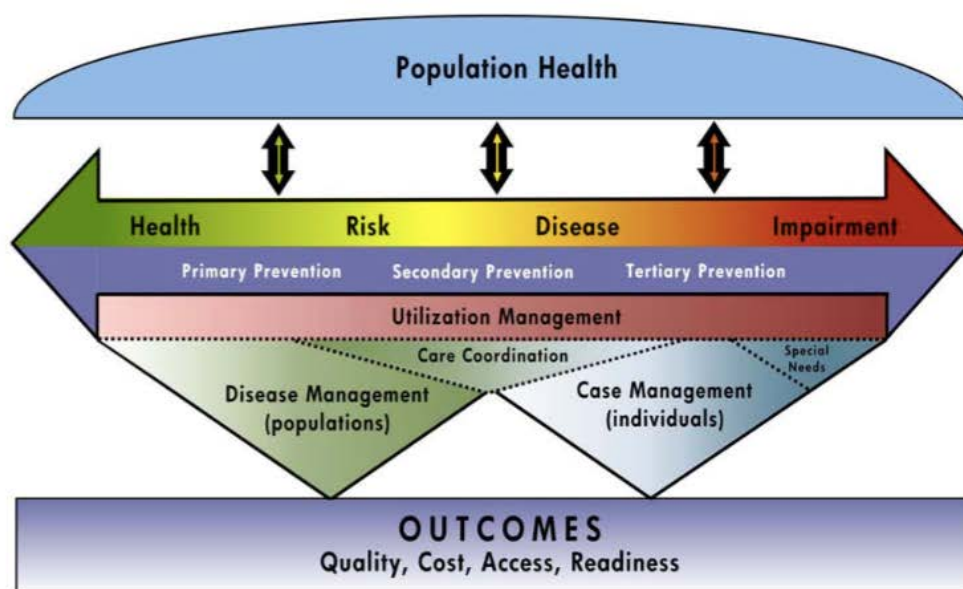 Population Health
Health Risk Disease Impairment
Primary Prevention Secondary Prevention Tertiary Prevention
Utilization Management
Care Coordination
Special
Needs
Disease Management
(populations)
Case Management
(individuals)
OUTCOMES
Quality, Cost, Access, Readiness